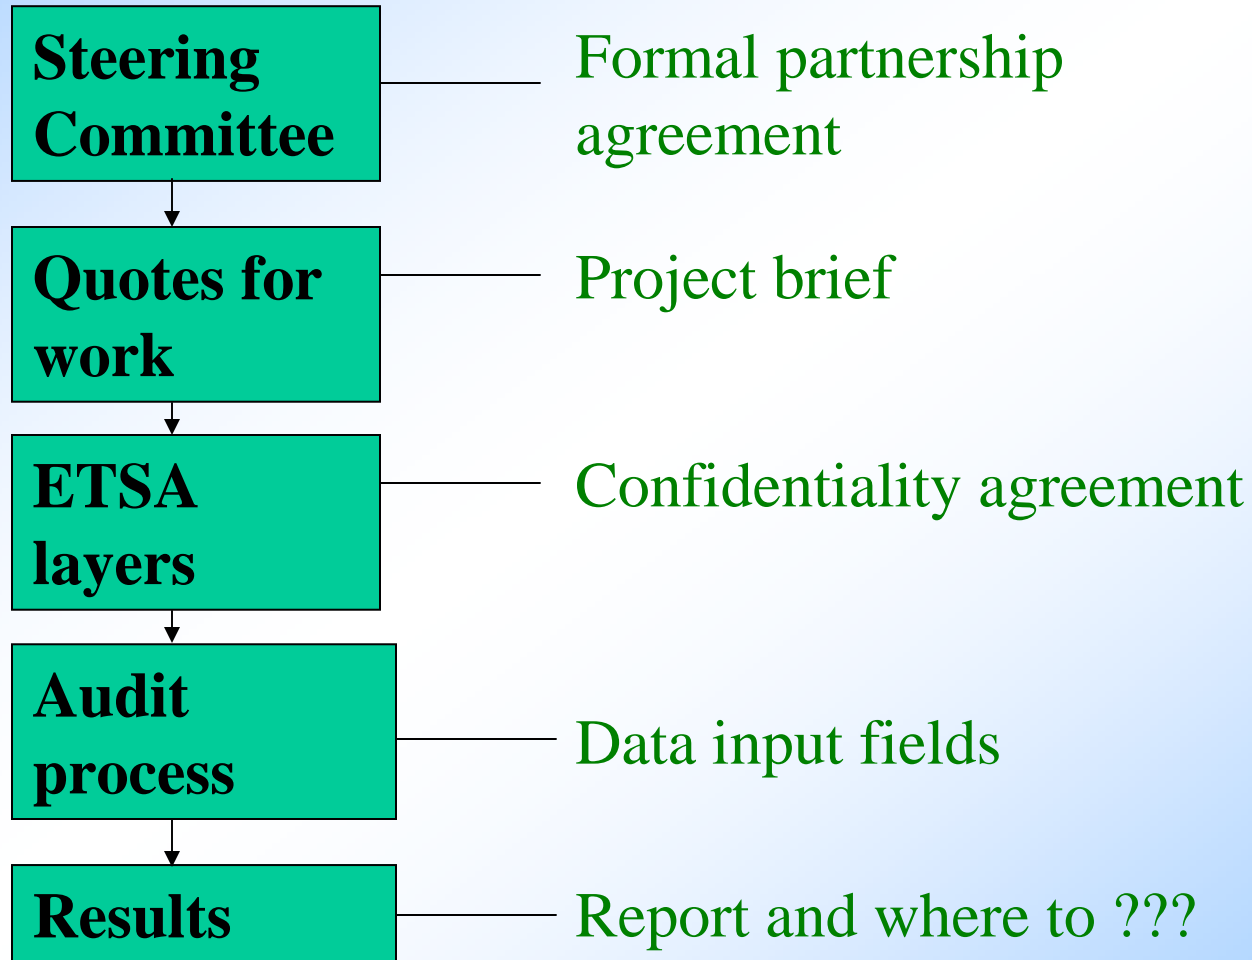 Steering
Committee
Formal partnership
agreement
Quotes for
work
Project brief
ETSA
layers
Confidentiality agreement
Audit
process
Data input fields
Results
Report and where to ???